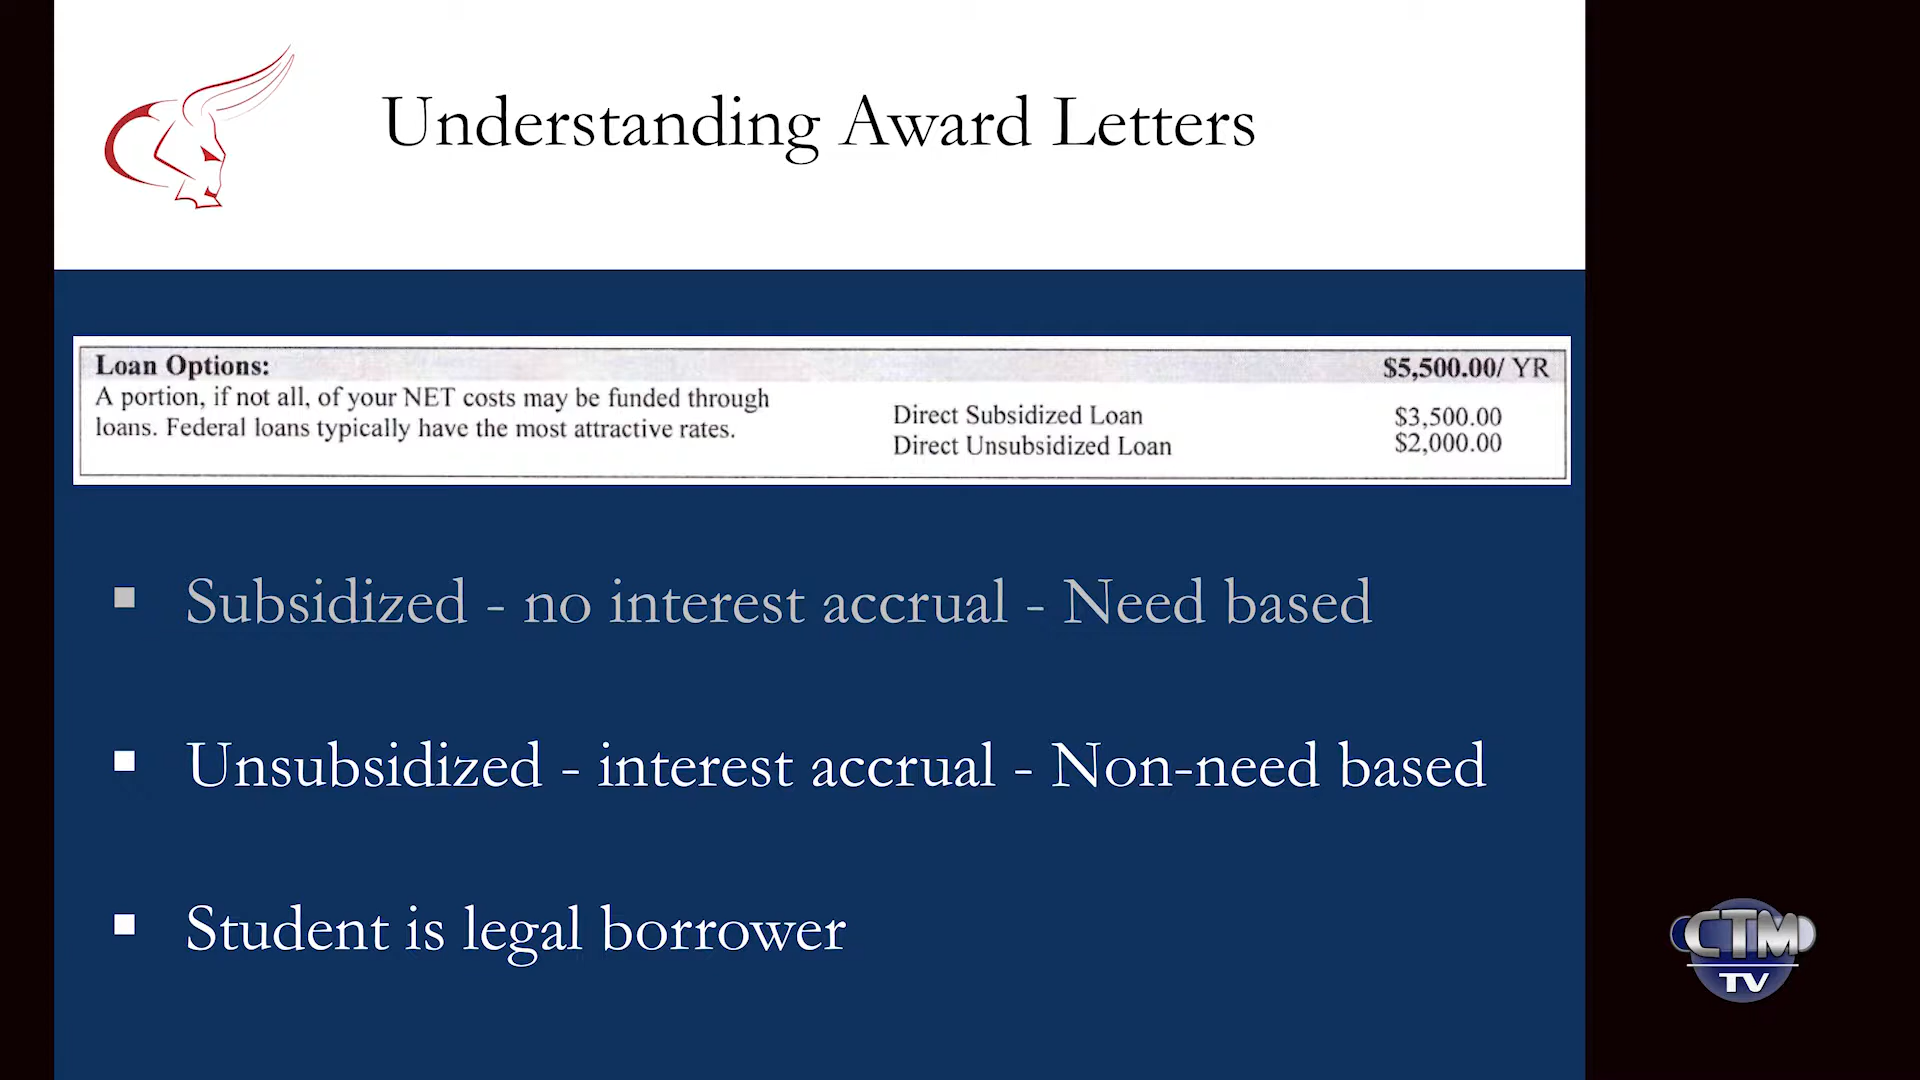 Understanding Award Letters
Loan Options: $5,500.00/ YR
A portion, if not all, of your NET costs may be funded through
loans. Federal loans typically have the most attractive rates.
Direct Subsidized Loan $3,500.00
Direct Unsubsidized Loan $2,000.00
▪ Subsidized - no interest accrual - Need based
▪ Unsubsidized - interest accrual - Non-need based
▪ Student is legal borrower
CTM
TV